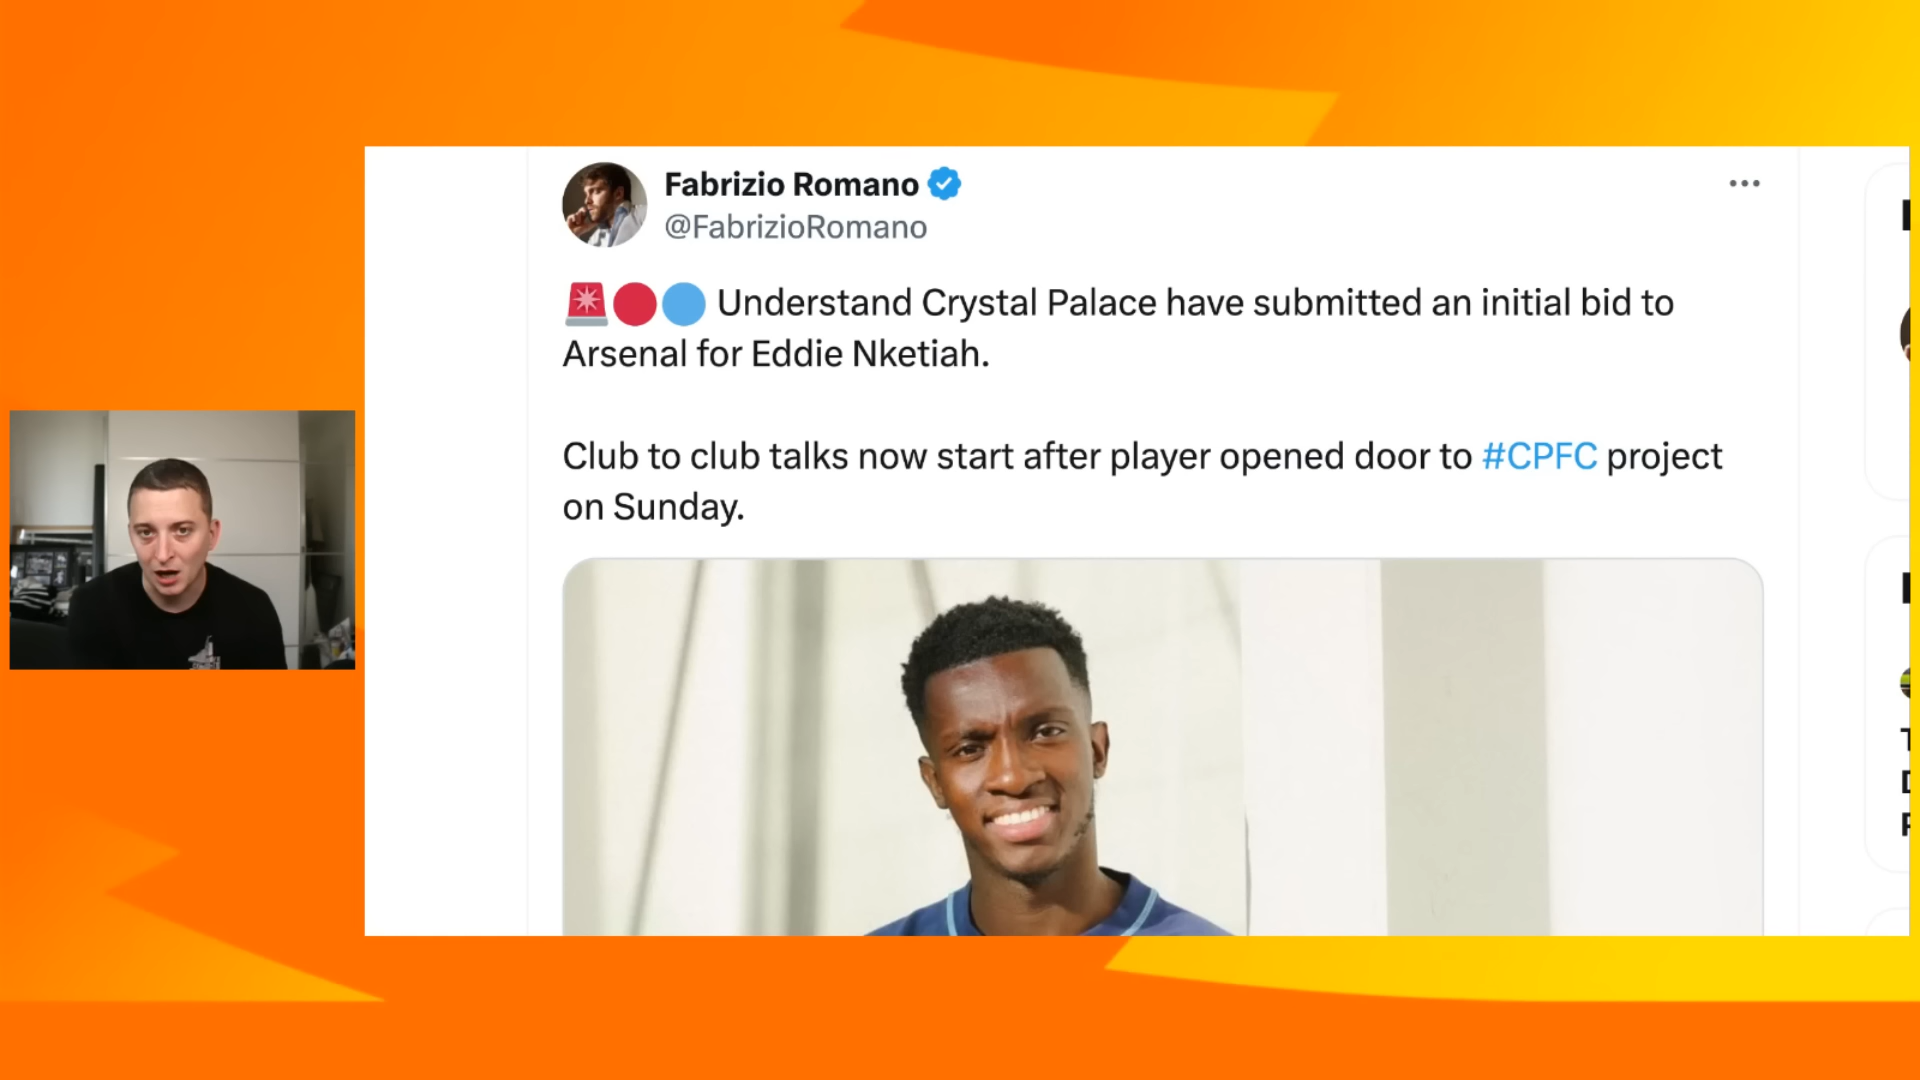 Fabrizio Romano
@FabrizioRomano
🚨🔴🔵 Understand Crystal Palace have submitted an initial bid to
Arsenal for Eddie Nketiah.
Club to club talks now start after player opened door to #CPFC project
on Sunday.